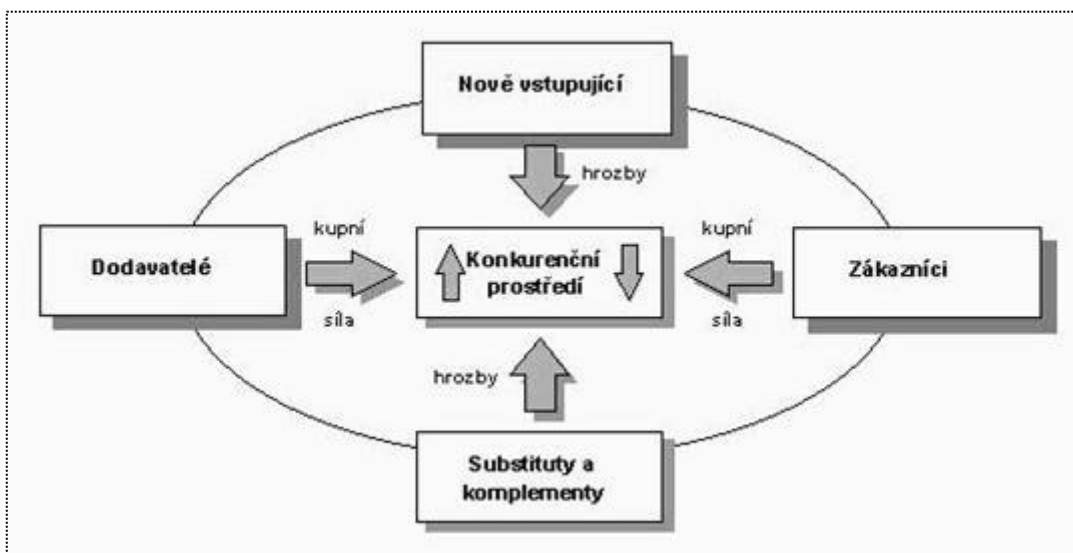 Nově vstupující
hrozby
kupní
kupní
Dodavatelé
Konkurenční
prostředí
Zákazníci
síla
síla
hrozby
Substituty a
komplementy